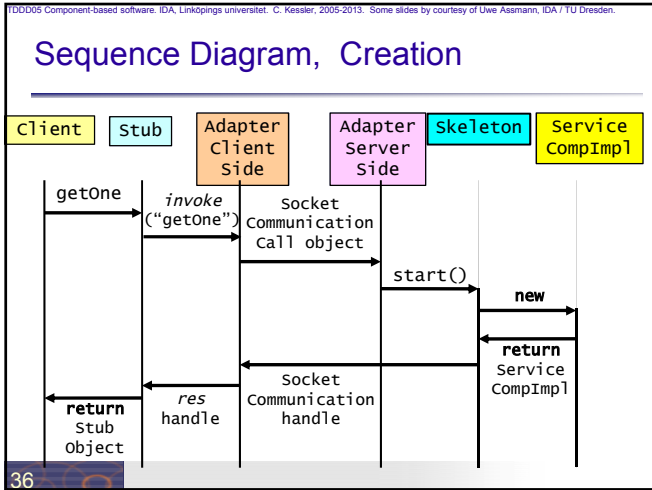 TDDD05 Component-based software. IDA, Linköpings universitet. C. Kessler, 2005-2013. Some slides by courtesy of Uwe Assmann, IDA / TU Dresden.
Sequence Diagram, Creation
Client
Stub
Adapter
Client
Side
Adapter
Server
Side
Skeleton
Service
CompImpl
getOne
invoke
(“getOne”)
Socket
Communication
Call object
start()
new
return
Service
CompImpl
Socket
Communication
handle
res
handle
return
Stub
Object
36